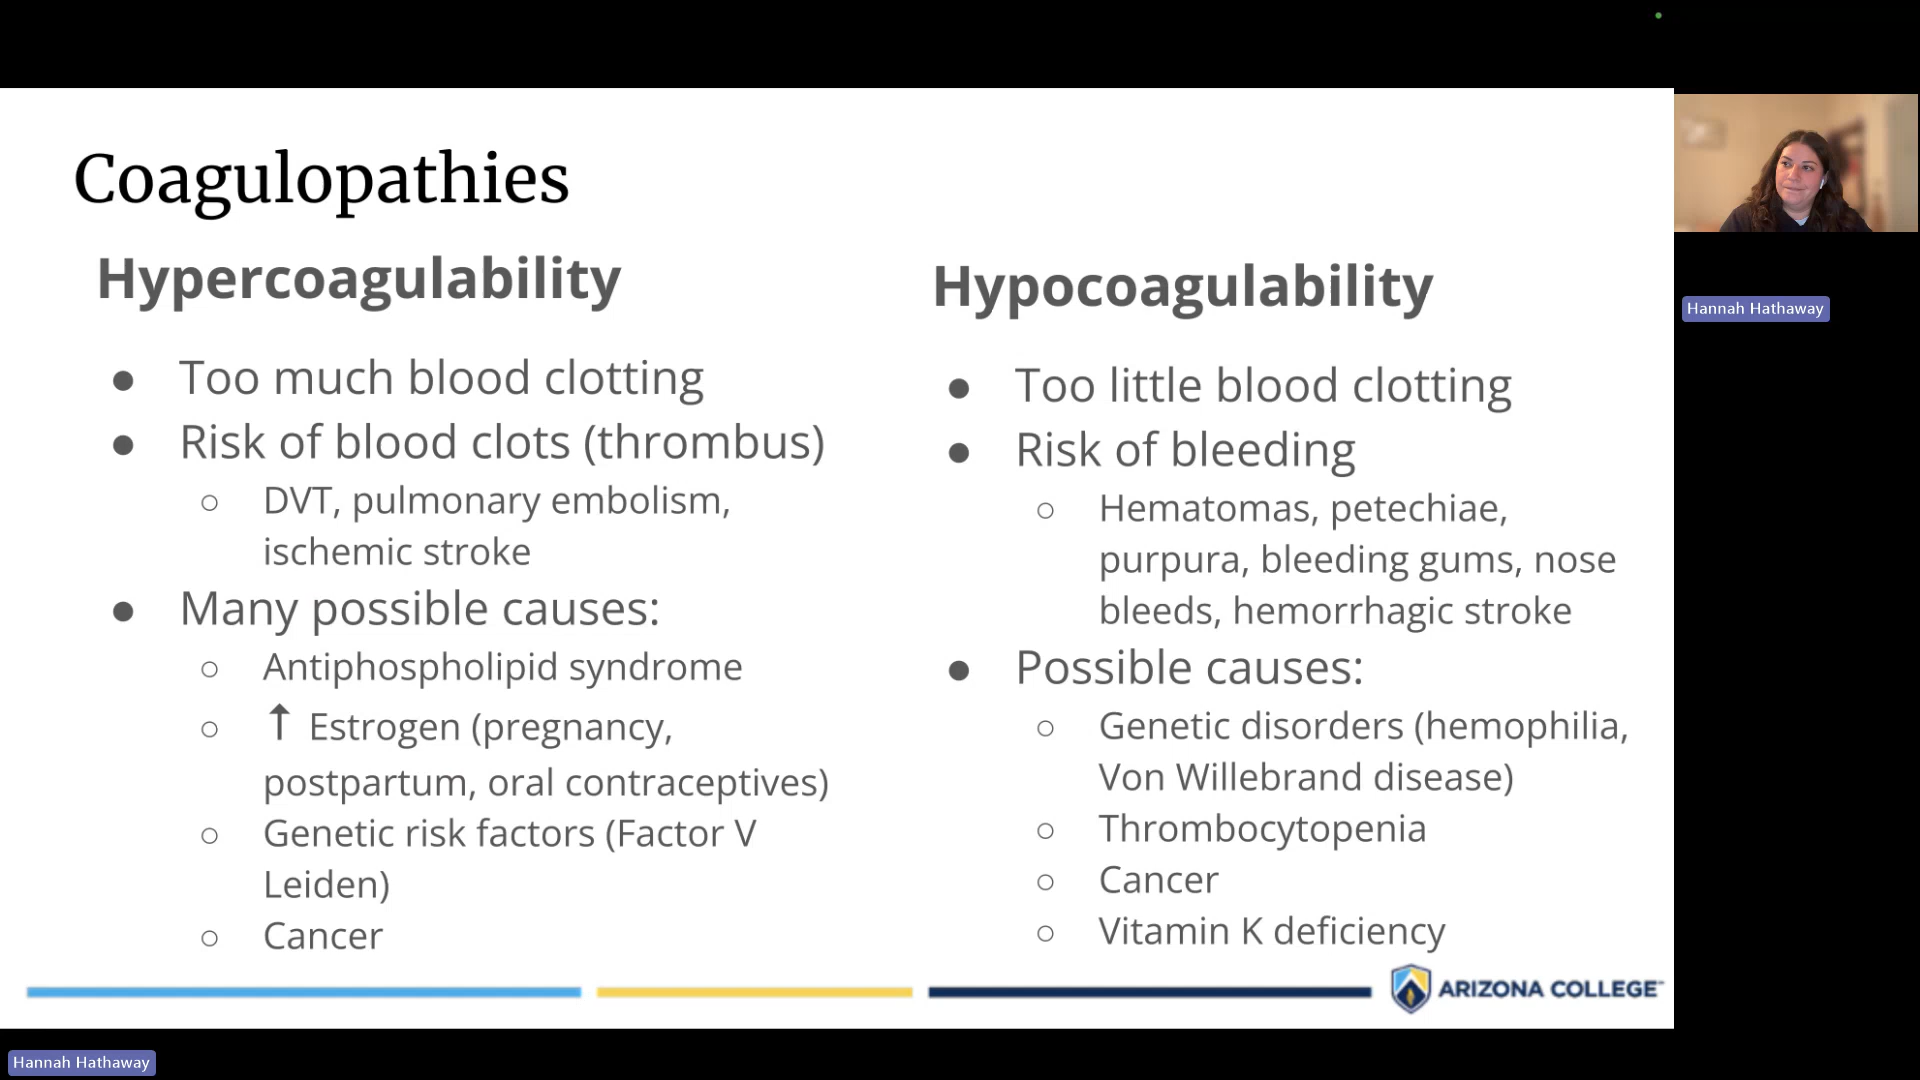 Coagulopathies
Hypercoagulability
● Too much blood clotting
● Risk of blood clots (thrombus)
○ DVT, pulmonary embolism,
ischemic stroke
● Many possible causes:
○ Antiphospholipid syndrome
○ ↑ Estrogen (pregnancy,
postpartum, oral contraceptives)
○ Genetic risk factors (Factor V
Leiden)
○ Cancer
Hypocoagulability
● Too little blood clotting
● Risk of bleeding
○ Hematomas, petechiae,
purpura, bleeding gums, nose
bleeds, hemorrhagic stroke
● Possible causes:
○ Genetic disorders (hemophilia,
Von Willebrand disease)
○ Thrombocytopenia
○ Cancer
○ Vitamin K deficiency
ARIZONA COLLEGE
Hannah Hathaway
Hannah Hathaway